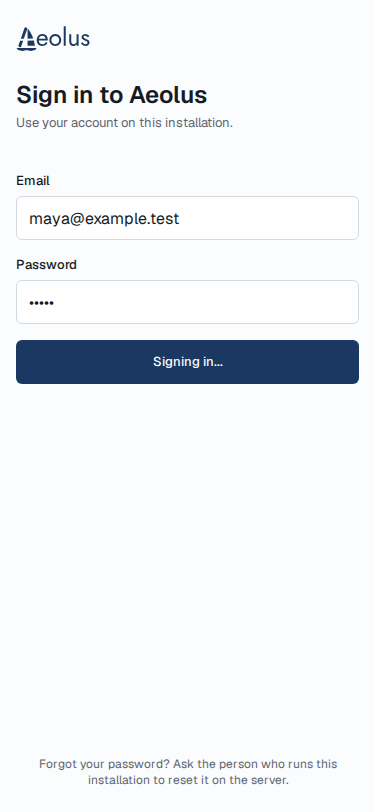 Aeolus
Sign in to Aeolus
Use your account on this installation.
Email
maya@example.test
Password
•••••
Signing in...
Forgot your password? Ask the person who runs this
installation to reset it on the server.